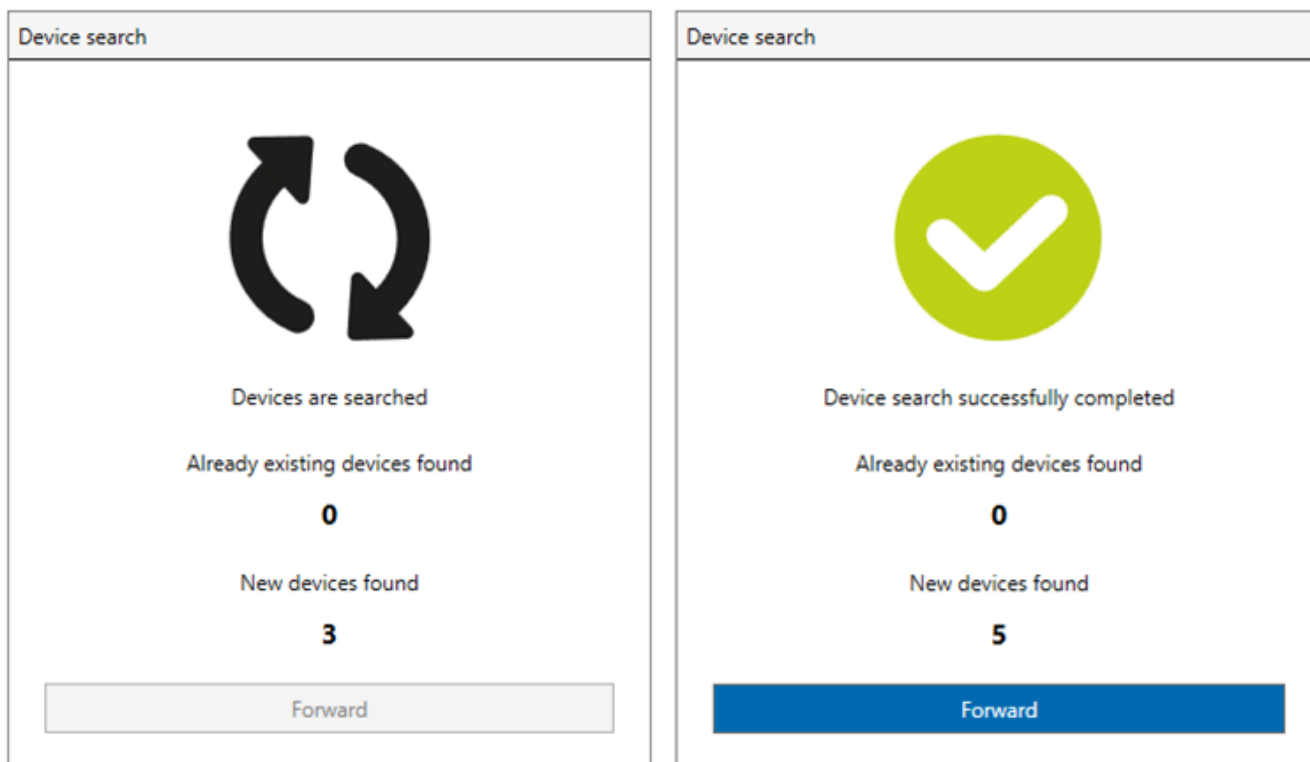 Device search
Devices are searched
Already existing devices found
0
New devices found
3
Forward
Device search
Device search successfully completed
Already existing devices found
0
New devices found
5
Forward